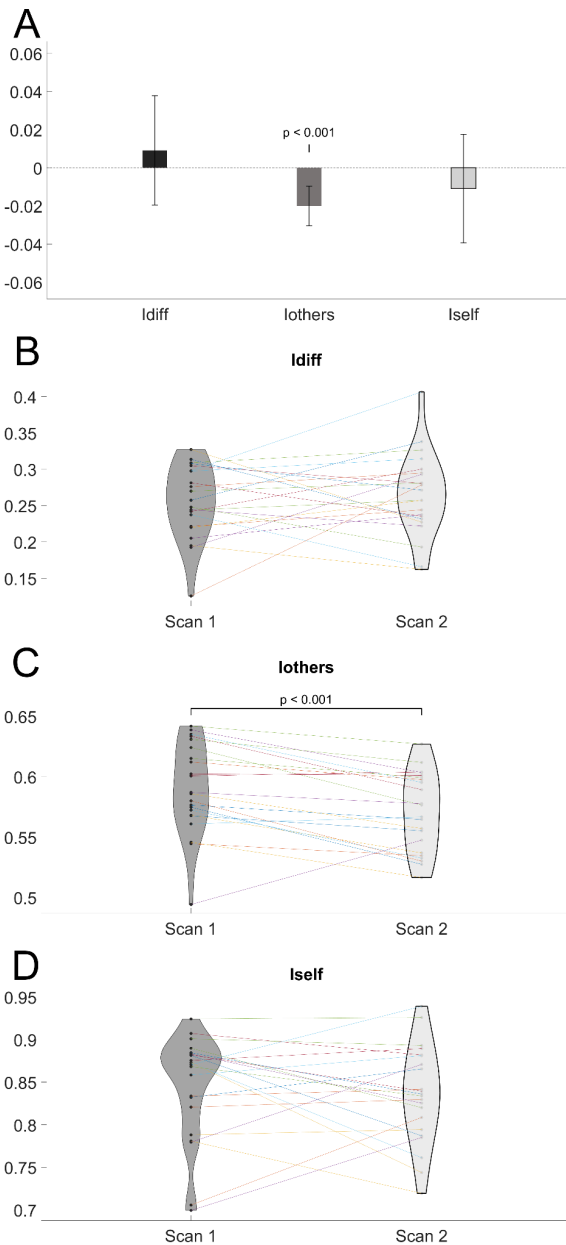 A
0.06
0.04
0.02
p < 0.001
0
-0.02
-0.04
-0.06
Idiff Iothers Iself
B
Idiff
0.4
0.35
0.3
0.25
0.2
0.15
Scan 1 Scan 2
C
Iothers
p < 0.001
0.65
0.6
0.55
0.5
Scan 1 Scan 2
D
Iself
0.95
0.9
0.85
0.8
0.75
0.7
Scan 1 Scan 2